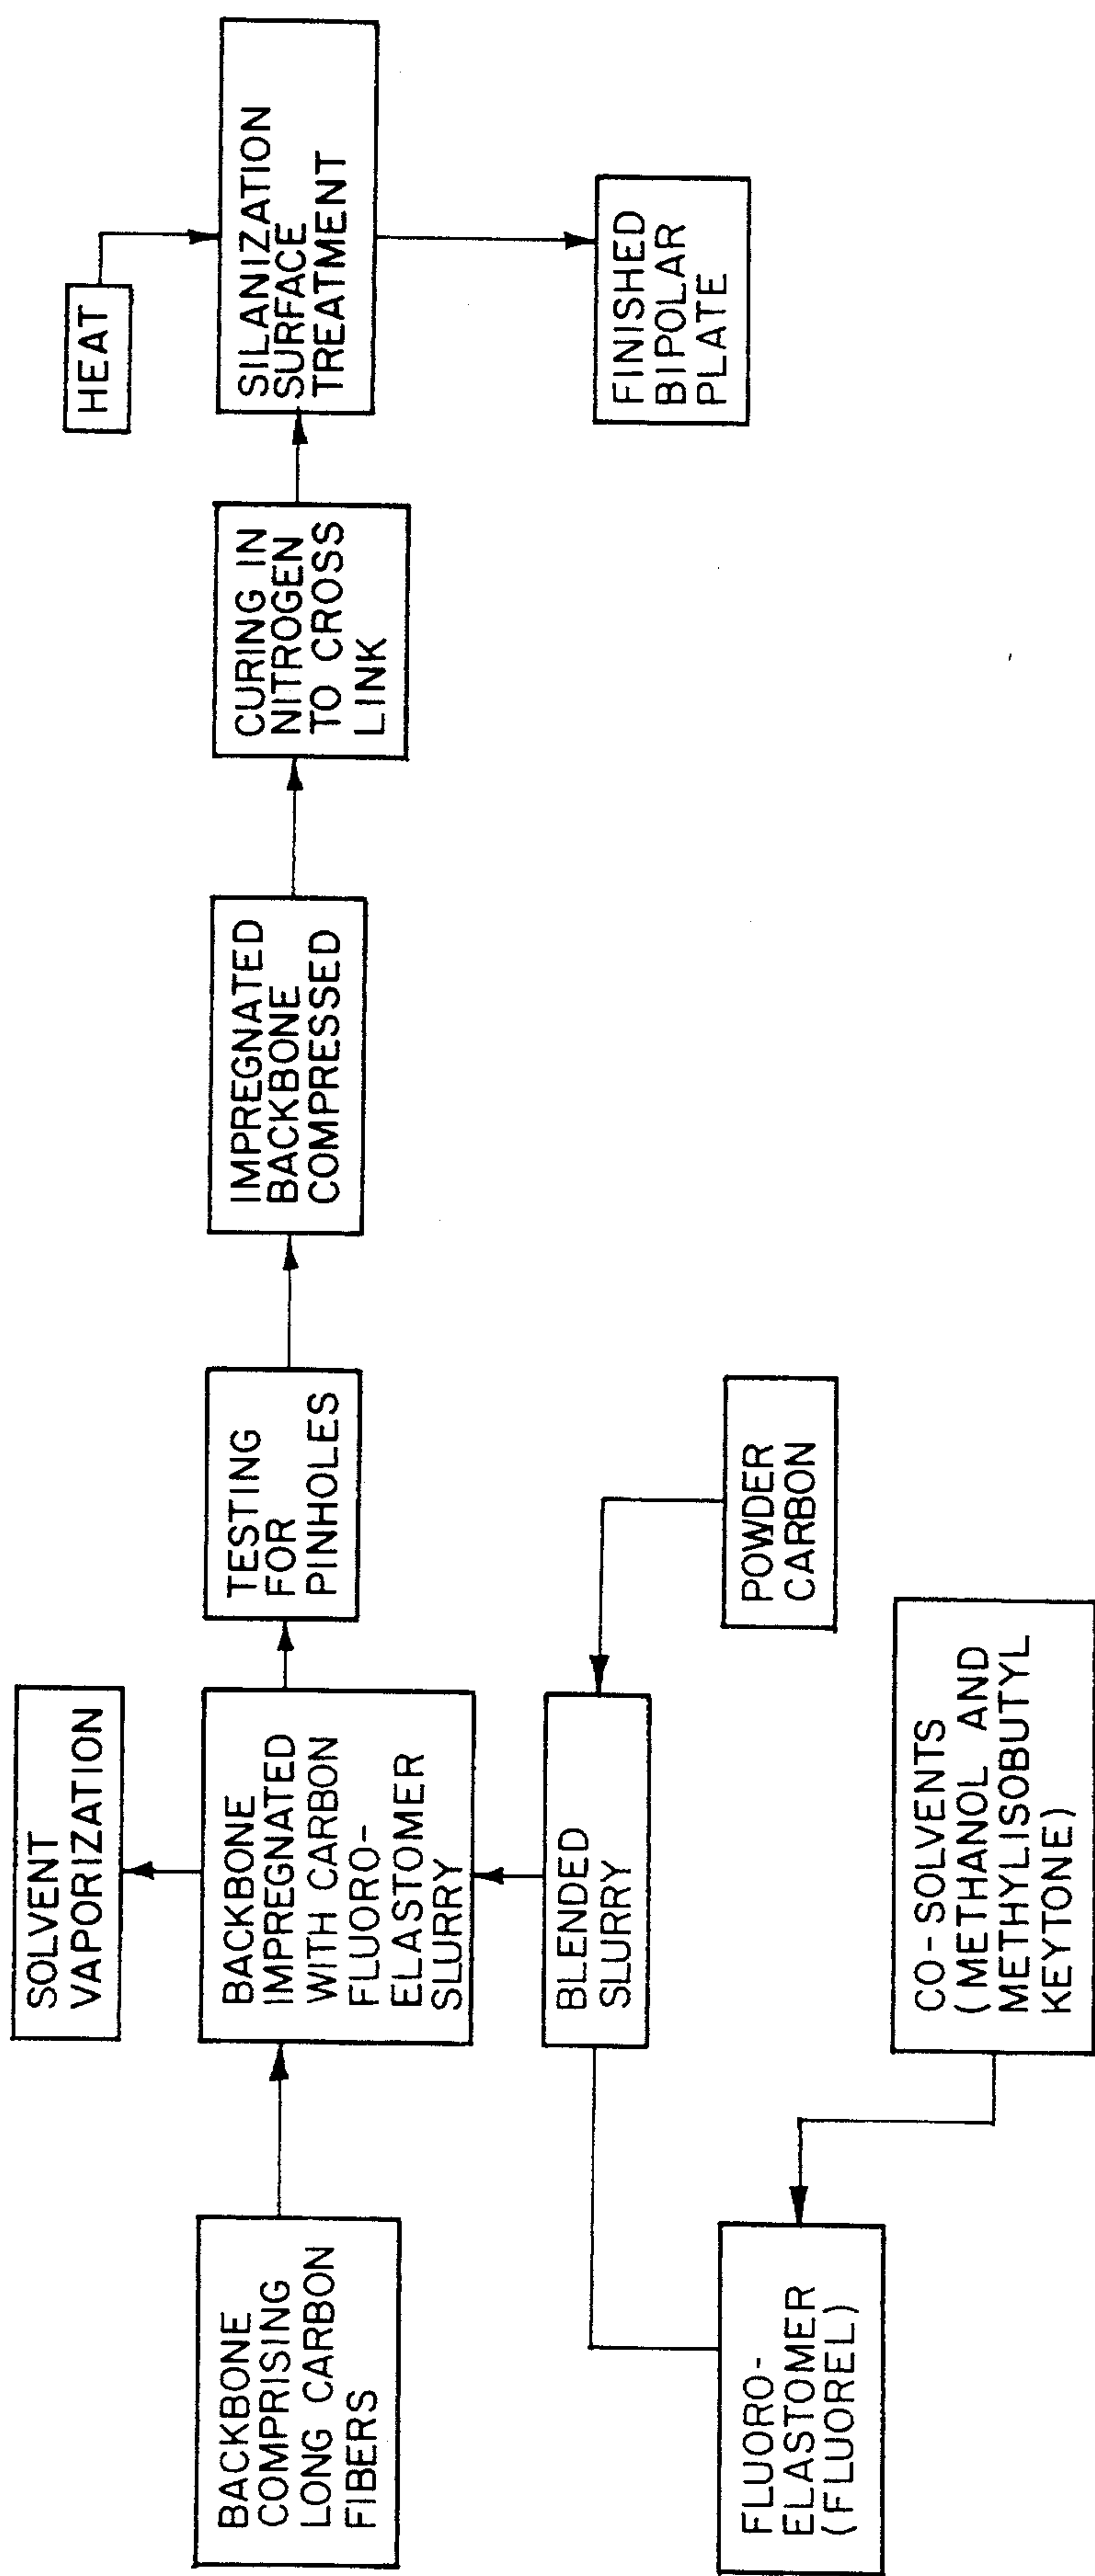 SOLVENT
VAPORIZATION
HEAT
BACKBONE
COMPRISING
LONG CARBON
FIBERS
BACKBONE
IMPREGNATED
WITH CARBON
FLUORO-
ELASTOMER
SLURRY
TESTING
FOR
PINHOLES
IMPREGNATED
BACKBONE
COMPRESSED
CURING IN
NITROGEN
TO CROSS
LINK
SILANIZATION
SURFACE
TREATMENT
BLENDED
SLURRY
FINISHED
BIPOLAR
PLATE
FLUORO-
ELASTOMER
(FLUOREL)
POWDER
CARBON
CO-SOLVENTS
(METHANOL AND
METHYLISOBUTYL
KEYTONE)